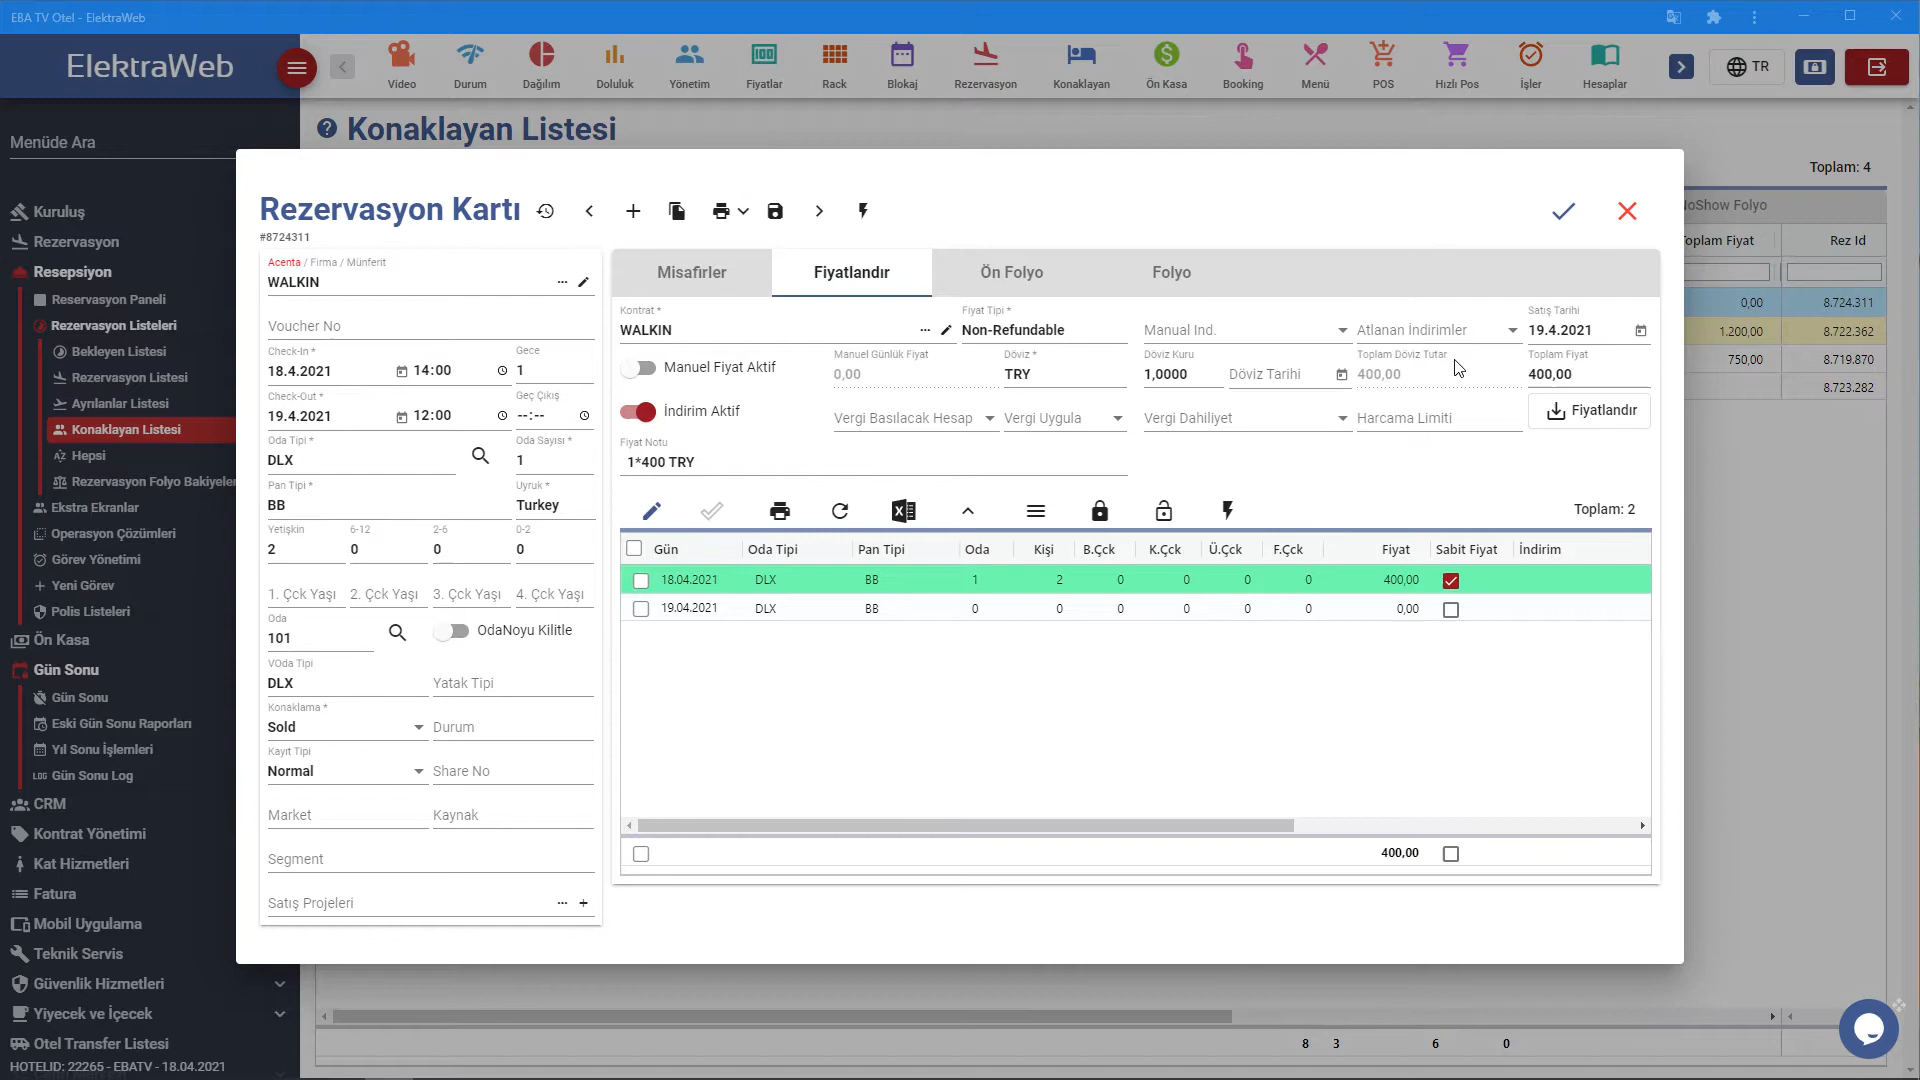 EBA TV Otel - ElektraWeb
ElektraWeb
Video
Durum
Dağılım
Doluluk
Yönetim
Fiyatlar
Rack
Blokaj
Rezervasyon
Konaklayan
Ön Kasa
Booking
Menü
POS
Hızlı Pos
İşler
Hesaplar
TR
Menüde Ara
Kuruluş
Rezervasyon
Resepsiyon
Reservasyon Paneli
Rezervasyon Listeleri
Bekleyen Listesi
Rezervasyon Listesi
Ayrılanlar Listesi
Konaklayan Listesi
Hepsi
Rezervasyon Folyo Bakiyeler
Ekstra Ekranlar
Operasyon Çözümleri
Görev Yönetimi
Yeni Görev
Polis Listeleri
Ön Kasa
Gün Sonu
Gün Sonu
Eski Gün Sonu Raporları
Yıl Sonu İşlemleri
LOG Gün Sonu Log
CRM
Kontrat Yönetimi
Kat Hizmetleri
Fatura
Mobil Uygulama
Teknik Servis
Güvenlik Hizmetleri
Yiyecek ve İçecek
Otel Transfer Listesi
HOTELID: 22265 - EBATV - 18.04.2021
Konaklayan Listesi
Toplam: 4
NoShow Folyo
Toplam Fiyat Rez Id
0,00 8.724.311
1.200,00 8.722.362
750,00 8.719.870
8.723.282
8 3 6 0
Rezervasyon Kartı
#8724311
Acenta / Firma / Münferit
WALKIN
Voucher No
Check-In * Gece
18.4.2021 14:00 1
Check-Out * Geç Çıkış
19.4.2021 12:00 --:--
Oda Tipi * Oda Sayısı *
DLX 1
Pan Tipi * Uyruk *
BB Turkey
Yetişkin 6-12 2-6 0-2
2 0 0 0
1. Çck Yaşı 2. Çck Yaşı 3. Çck Yaşı 4. Çck Yaşı
Oda
101 OdaNoyu Kilitle
VOda Tipi
DLX Yatak Tipi
Konaklama *
Sold Durum
Kayıt Tipi
Normal Share No
Market Kaynak
Segment
Satış Projeleri
Misafirler Fiyatlandır Ön Folyo Folyo
Kontrat * Fiyat Tipi * Satış Tarihi
WALKIN Non-Refundable Manual Ind. Atlanan İndirimler 19.4.2021
Manuel Günlük Fiyat Döviz * Döviz Kuru Toplam Döviz Tutar Toplam Fiyat
Manuel Fiyat Aktif 0,00 TRY 1,0000 Döviz Tarihi 400,00 400,00
İndirim Aktif Vergi Basılacak Hesap Vergi Uygula Vergi Dahiliyet Harcama Limiti Fiyatlandır
Fiyat Notu
1*400 TRY
Toplam: 2
Gün Oda Tipi Pan Tipi Oda Kişi B.Çck K.Çck Ü.Çck F.Çck Fiyat Sabit Fiyat İndirim
18.04.2021 DLX BB 1 2 0 0 0 0 400,00
19.04.2021 DLX BB 0 0 0 0 0 0 0,00
400,00